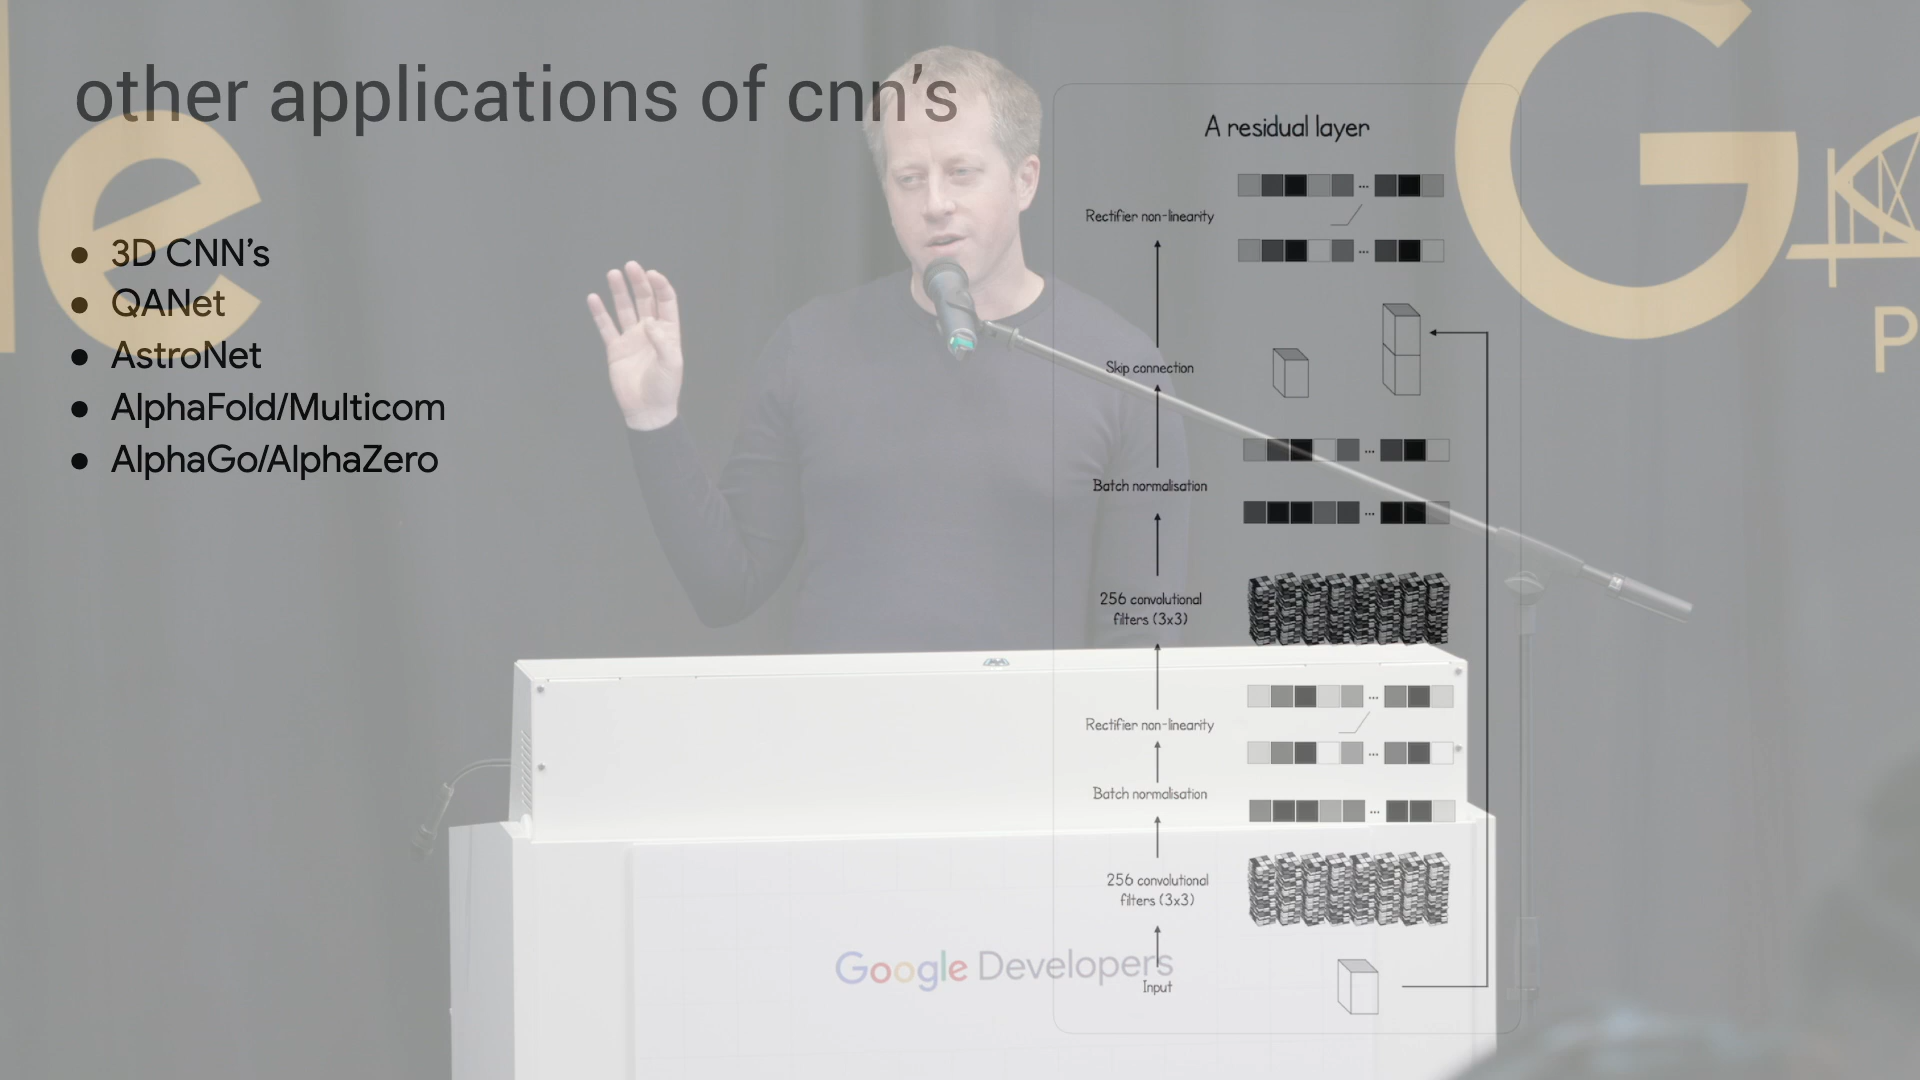 other applications of cnn's
● 3D CNN's
● QANet
● AstroNet
● AlphaFold/Multicom
● AlphaGo/AlphaZero
A residual layer
Rectifier non-linearity
Skip connection
Batch normalisation
256 convolutional
filters (3x3)
Rectifier non-linearity
Batch normalisation
256 convolutional
filters (3x3)
Input
Google Developers
le
G
P